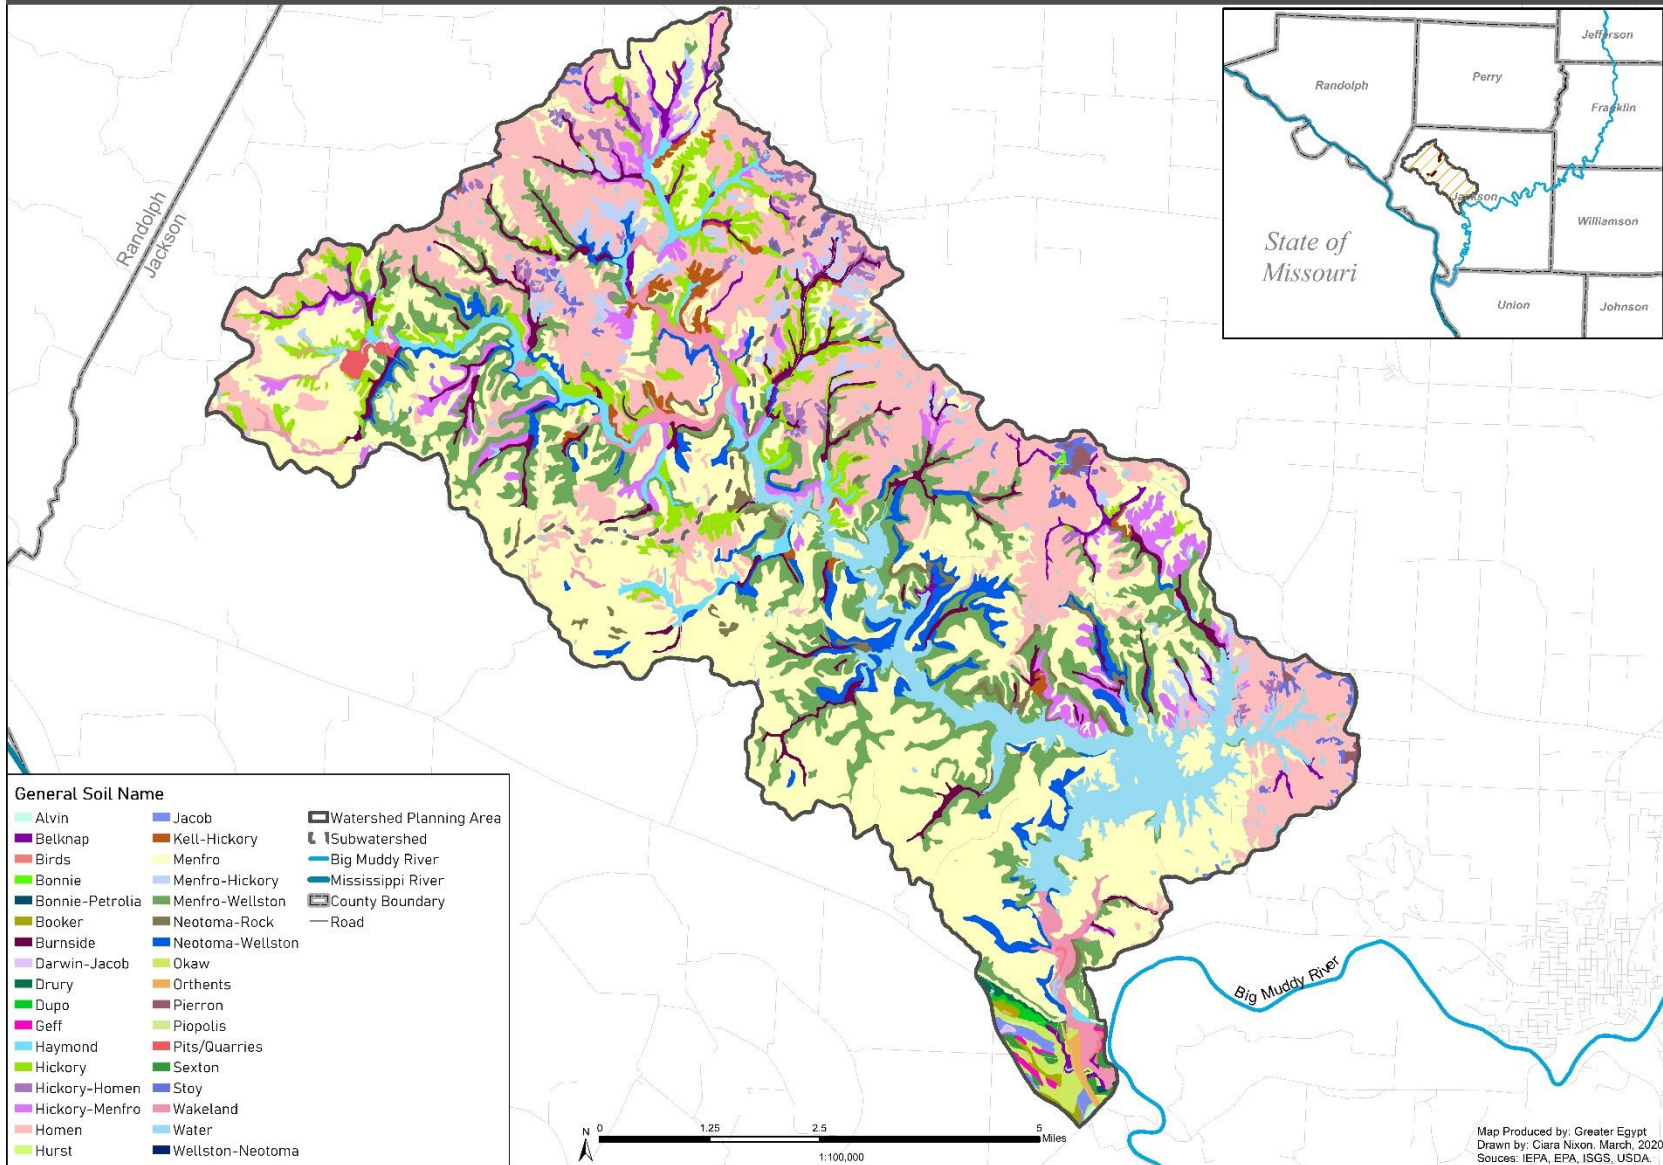 Jefferson
Randolph
Perry
Franklin
Jackson
Williamson
State of
Missouri
Union
Johnson
Randolph
Jackson
General Soil Name
Alvin
Belknap
Birds
Bonnie
Bonnie-Petrolia
Booker
Burnside
Darwin-Jacob
Drury
Dupo
Geff
Haymond
Hickory
Hickory-Homen
Hickory-Menfro
Homen
Hurst
Jacob
Kell-Hickory
Menfro
Menfro-Hickory
Menfro-Wellston
Neotoma-Rock
Neotoma-Wellston
Okaw
Orthents
Pierron
Piopolis
Pits/Quarries
Sexton
Stoy
Wakeland
Water
Wellston-Neotoma
Watershed Planning Area
Subwatershed
Big Muddy River
Mississippi River
County Boundary
Road
Big Muddy River
N
0 1.25 2.5 5
Miles
1:100,000
Map Produced by: Greater Egypt
Drawn by: Ciara Nixon. March, 2020
Souces: IEPA, EPA, ISGS, USDA.